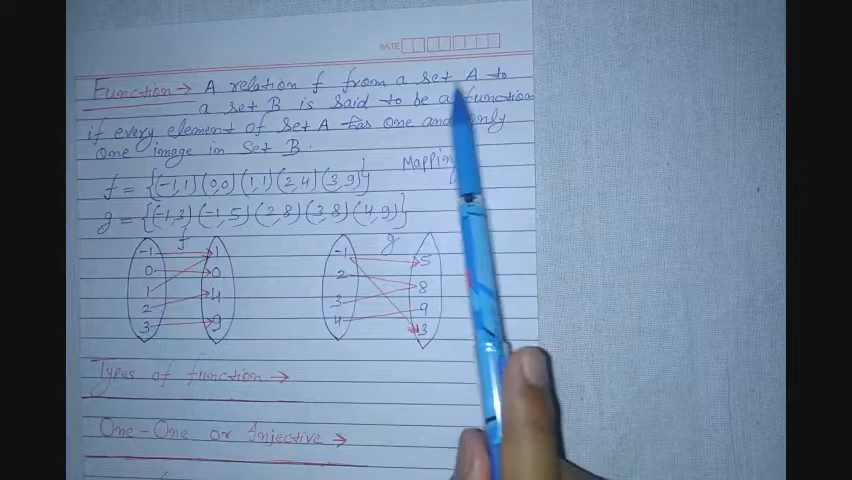 DATE
Function → A relation f from a set A to
a set B is said to be a function
if every element of set A has one and only
one image in set B.
Mapping
f = {(-1,1)(0,0)(1,1)(2,4)(3,9)}
g = {(-1,3)(-1,5)(2,8)(3,8)(4,9)}
f g
-1 1 -1 5
0 0 2 8
1 4 3 9
2 9 4 3
3
Types of function →
One-One or Injective →